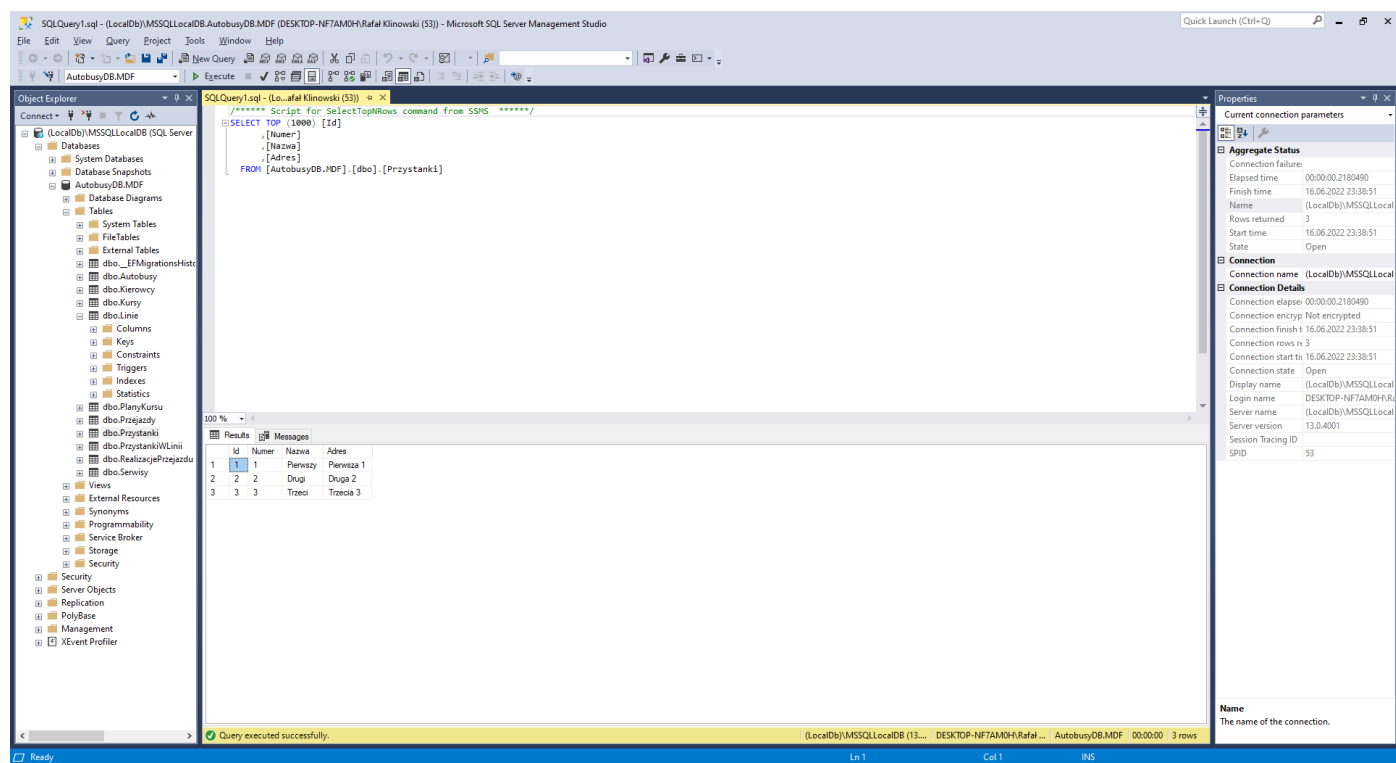 SQLQuery1.sql - (LocalDb)\MSSQLLocalDB.AutobusyDB.MDF (DESKTOP-NF7AM0H\Rafał Klinowski (53)) - Microsoft SQL Server Management Studio
Quick Launch (Ctrl+Q)
File Edit View Query Project Tools Window Help
New Query
AutobusyDB.MDF
Execute
Object Explorer
Connect
(LocalDb)\MSSQLLocalDB (SQL Server
Databases
System Databases
Database Snapshots
AutobusyDB.MDF
Database Diagrams
Tables
System Tables
FileTables
External Tables
dbo.__EFMigrationsHistc
dbo.Autobusy
dbo.Kierowcy
dbo.Kursy
dbo.Linie
Columns
Keys
Constraints
Triggers
Indexes
Statistics
dbo.PlanyKursu
dbo.Przejazdy
dbo.Przystanki
dbo.PrzystankiWLinii
dbo.RealizacjePrzejazdu
dbo.Serwisy
Views
External Resources
Synonyms
Programmability
Service Broker
Storage
Security
Security
Server Objects
Replication
PolyBase
Management
XEvent Profiler
SQLQuery1.sql - (Lo...afał Klinowski (53))
/****** Script for SelectTopNRows command from SSMS ******/
SELECT TOP (1000) [Id]
,[Numer]
,[Nazwa]
,[Adres]
FROM [AutobusyDB.MDF].[dbo].[Przystanki]
100 %
Results Messages
Id Numer Nazwa Adres
1 1 1 Pierwszy Pierwsza 1
2 2 2 Drugi Druga 2
3 3 3 Trzeci Trzecia 3
Query executed successfully.
(LocalDb)\MSSQLLocalDB (13.... DESKTOP-NF7AM0H\Rafał ... AutobusyDB.MDF 00:00:00 3 rows
Properties
Current connection parameters
Aggregate Status
Connection failure:
Elapsed time 00:00:00.2180490
Finish time 16.06.2022 23:38:51
Name (LocalDb)\MSSQLLocal
Rows returned 3
Start time 16.06.2022 23:38:51
State Open
Connection
Connection name (LocalDb)\MSSQLLocal
Connection Details
Connection elapse 00:00:00.2180490
Connection encryp Not encrypted
Connection finish t 16.06.2022 23:38:51
Connection rows re 3
Connection start ti 16.06.2022 23:38:51
Connection state Open
Display name (LocalDb)\MSSQLLocal
Login name DESKTOP-NF7AM0H\Ra
Server name (LocalDb)\MSSQLLocal
Server version 13.0.4001
Session Tracing ID
SPID 53
Name
The name of the connection.
Ready
Ln 1 Col 1 INS